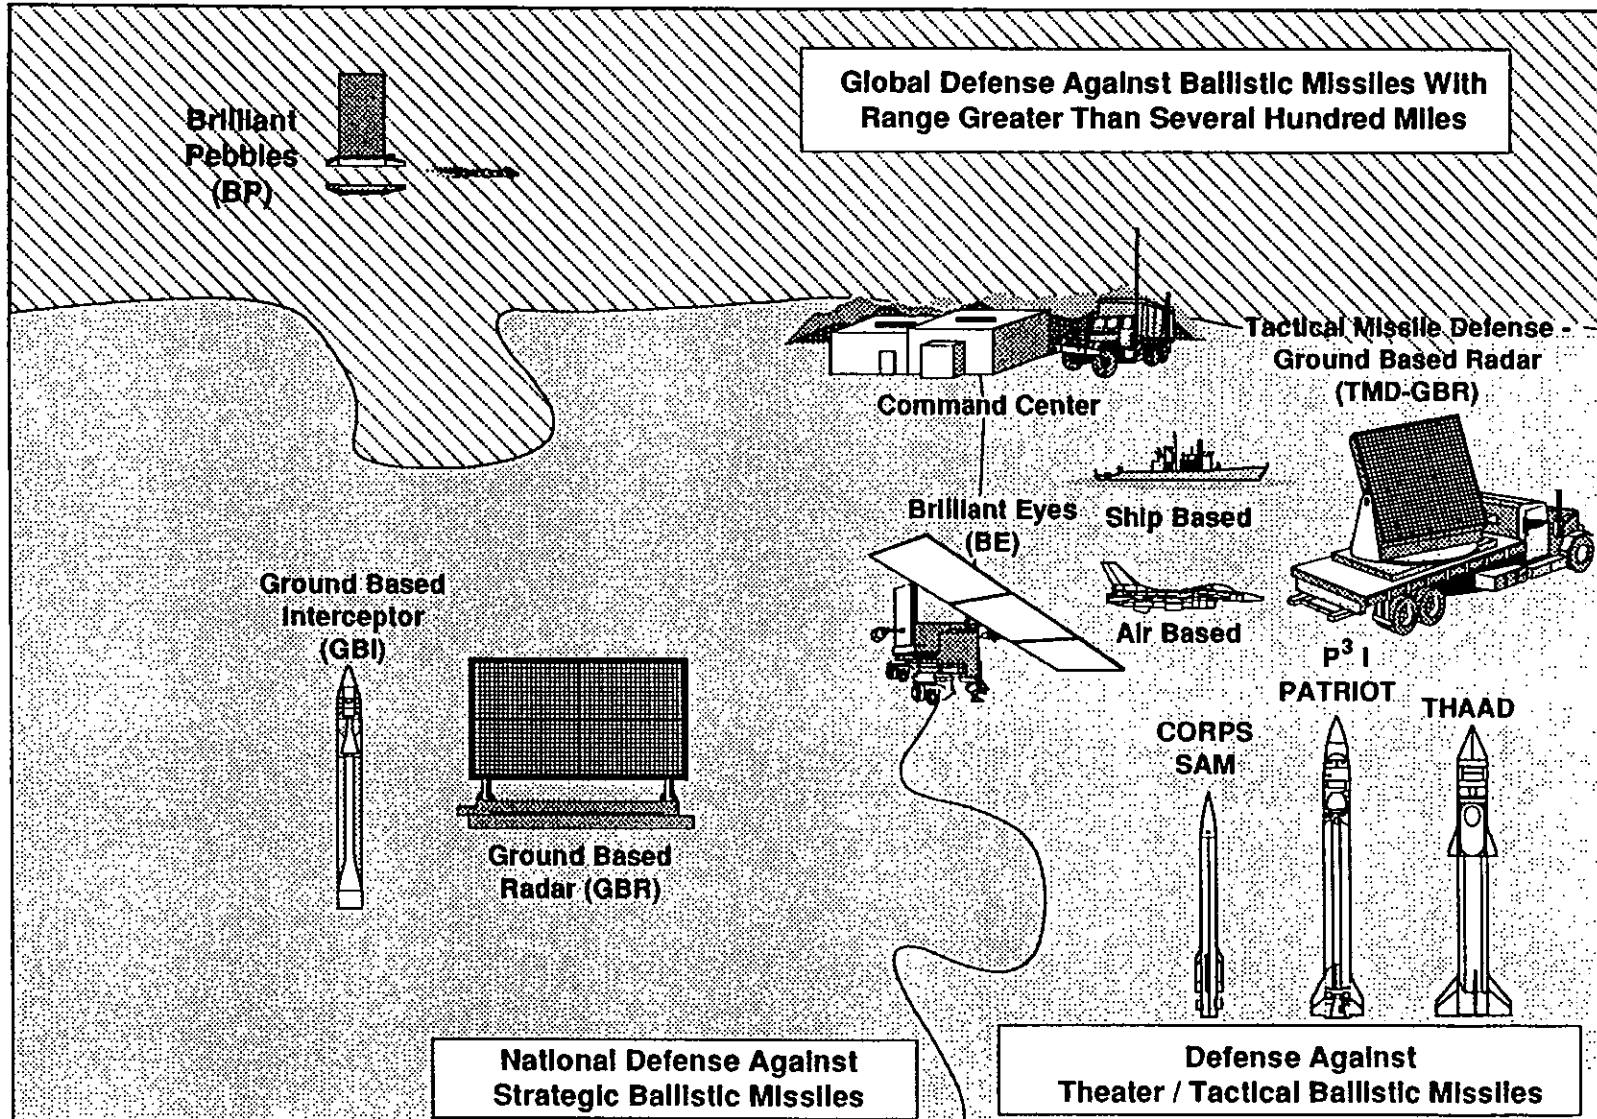 Global Defense Against Ballistic Missiles With
Range Greater Than Several Hundred Miles
Brilliant
Pebbles
(BP)
Tactical Missile Defense -
Ground Based Radar
(TMD-GBR)
Command Center
Brilliant Eyes
(BE)
Ship Based
Air Based
Ground Based
Interceptor
(GBI)
Ground Based
Radar (GBR)
P³ I
PATRIOT
THAAD
CORPS
SAM
National Defense Against
Strategic Ballistic Missiles
Defense Against
Theater / Tactical Ballistic Missiles